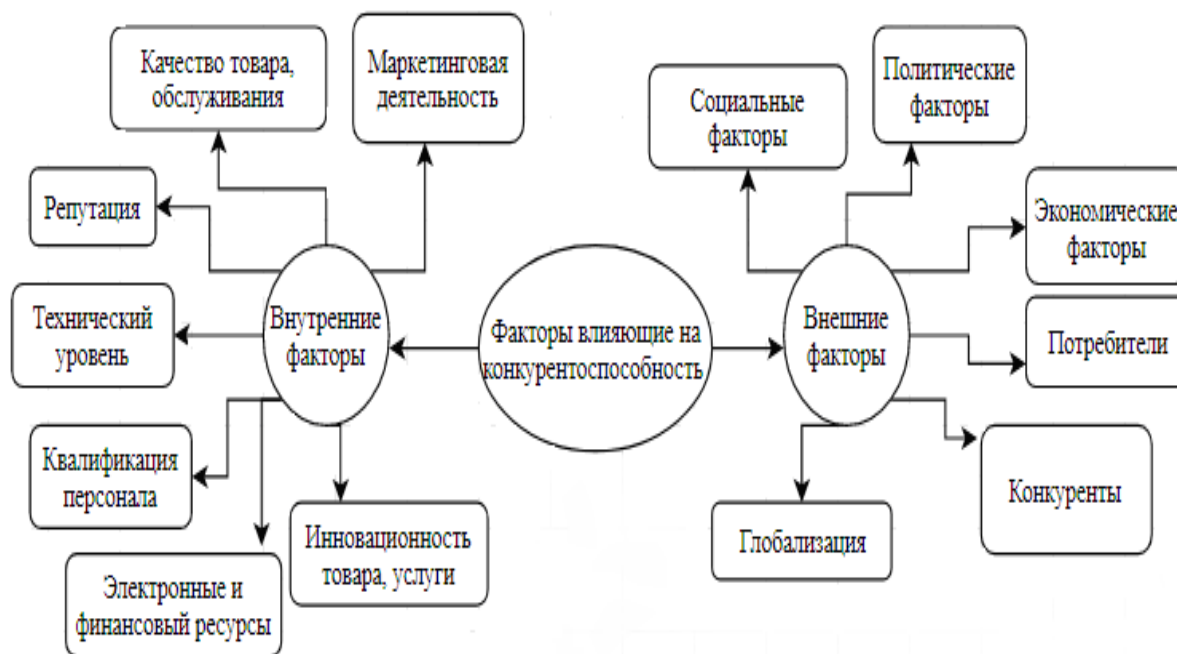 Качество товара,
обслуживания
Маркетинговая
деятельность
Социальные
факторы
Политические
факторы
Репутация
Экономические
факторы
Технический
уровень
Внутренние
факторы
Факторы влияющие на
конкурентоспособность
Внешние
факторы
Потребители
Квалификация
персонала
Конкуренты
Инновационность
товара, услуги
Глобализация
Электронные и
финансовый ресурсы